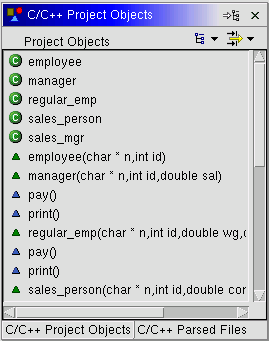 C/C++ Project Objects
Project Objects
employee
manager
regular_emp
sales_person
sales_mgr
employee(char * n,int id)
manager(char * n,int id,double sal)
pay()
print()
regular_emp(char * n,int id,double wg,
pay()
print()
sales_person(char * n,int id,double cor
C/C++ Project Objects C/C++ Parsed Files